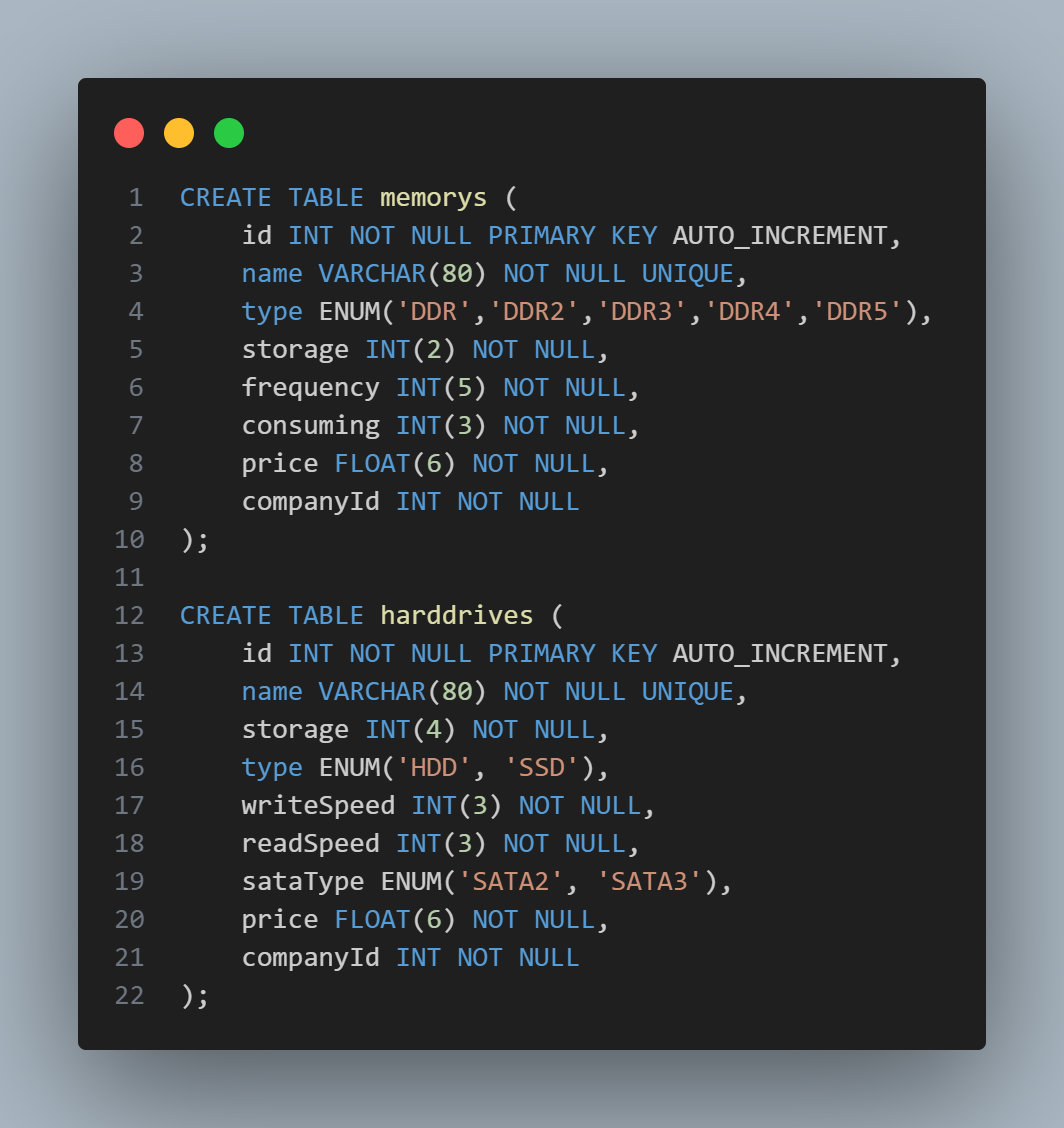 1 CREATE TABLE memorys (
2     id INT NOT NULL PRIMARY KEY AUTO_INCREMENT,
3     name VARCHAR(80) NOT NULL UNIQUE,
4     type ENUM('DDR','DDR2','DDR3','DDR4','DDR5'),
5     storage INT(2) NOT NULL,
6     frequency INT(5) NOT NULL,
7     consuming INT(3) NOT NULL,
8     price FLOAT(6) NOT NULL,
9     companyId INT NOT NULL
10 );
11
12 CREATE TABLE harddrives (
13     id INT NOT NULL PRIMARY KEY AUTO_INCREMENT,
14     name VARCHAR(80) NOT NULL UNIQUE,
15     storage INT(4) NOT NULL,
16     type ENUM('HDD', 'SSD'),
17     writeSpeed INT(3) NOT NULL,
18     readSpeed INT(3) NOT NULL,
19     sataType ENUM('SATA2', 'SATA3'),
20     price FLOAT(6) NOT NULL,
21     companyId INT NOT NULL
22 );